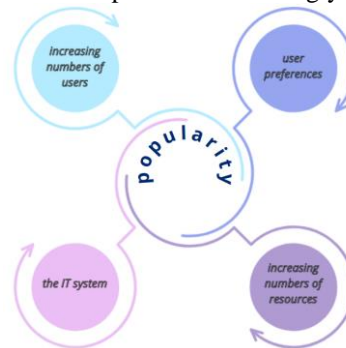 increasing
numbers of
users
user
preferences
popularity
the IT system
increasing
numbers of
resources